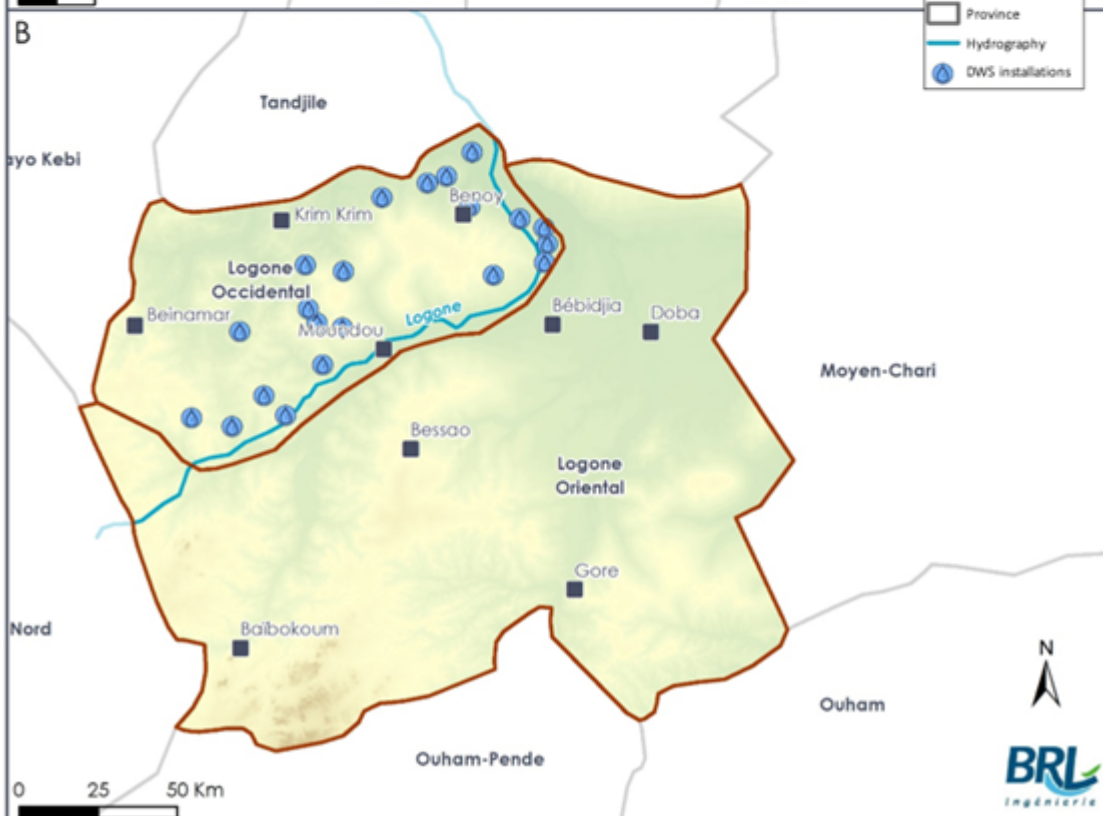 B
Province
Hydrography
DWS installations
Tandjile
ayo Kebi
Benoy
Krim Krim
Logone
Occidental
Logone
Beinamar
Moundou
Bébidjia
Doba
Moyen-Chari
Bessao
Logone
Oriental
Gore
Nord
Baïbokoum
N
Ouham
Ouham-Pende
0 25 50 Km
BRL
Ingénierie